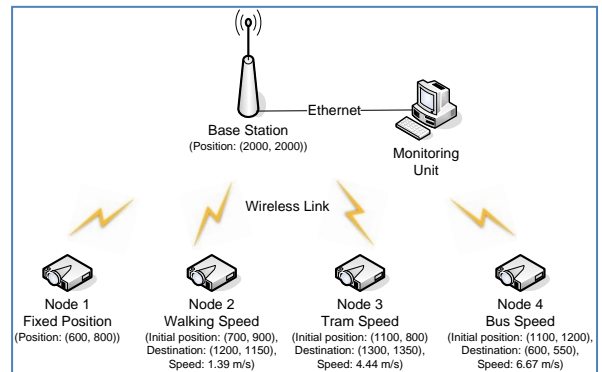 Ethernet
Base Station
(Position: (2000, 2000))
Monitoring
Unit
Wireless Link
Node 1
Fixed Position
(Position: (600, 800))
Node 2
Walking Speed
(Initial position: (700, 900),
Destination: (1200, 1150),
Speed: 1.39 m/s)
Node 3
Tram Speed
(Initial position: (1100, 800)
Destination: (1300, 1350),
Speed: 4.44 m/s)
Node 4
Bus Speed
(Initial position: (1100, 1200),
Destination: (600, 550),
Speed: 6.67 m/s)